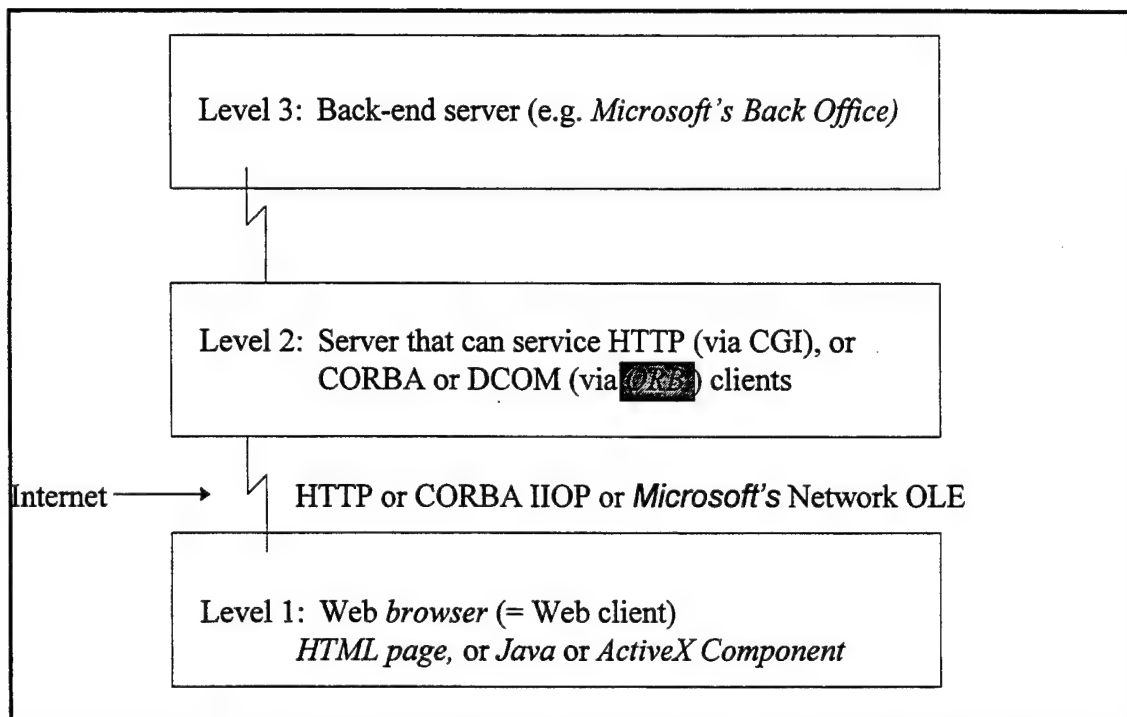 Level 3: Back-end server (e.g. Microsoft's Back Office)
Level 2: Server that can service HTTP (via CGI), or
CORBA or DCOM (via ORB) clients
Internet
HTTP or CORBA IIOP or Microsoft's Network OLE
Level 1: Web browser (= Web client)
HTML page, or Java or ActiveX Component